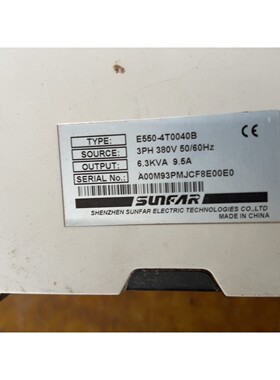 TYPE: E550-4T0040B
SOURCE: 3PH 380V 50/60Hz
OUTPUT: 6.3KVA 9.5A
SERIAL No.: A00M93PMJCF8E00E0
SUNFAR
SHENZHEN SUNFAR ELECTRIC TECHNOLOGIES CO.,LTD
MADE IN CHINA
CE